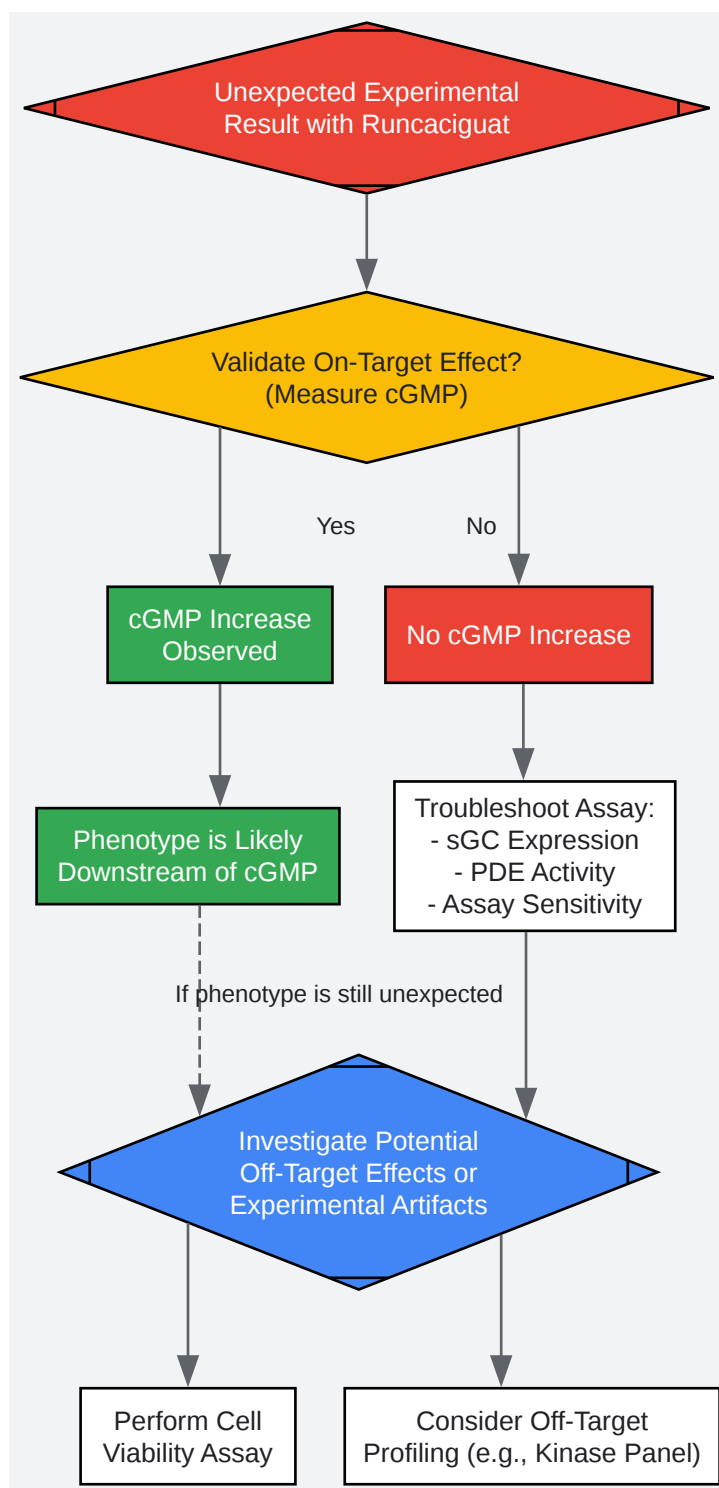 Unexpected Experimental
Result with Runcaciguat
Validate On-Target Effect?
(Measure cGMP)
Yes
No
cGMP Increase
Observed
No cGMP Increase
Phenotype is Likely
Downstream of cGMP
Troubleshoot Assay:
- sGC Expression
- PDE Activity
- Assay Sensitivity
If phenotype is still unexpected
Investigate Potential
Off-Target Effects or
Experimental Artifacts
Perform Cell
Viability Assay
Consider Off-Target
Profiling (e.g., Kinase Panel)